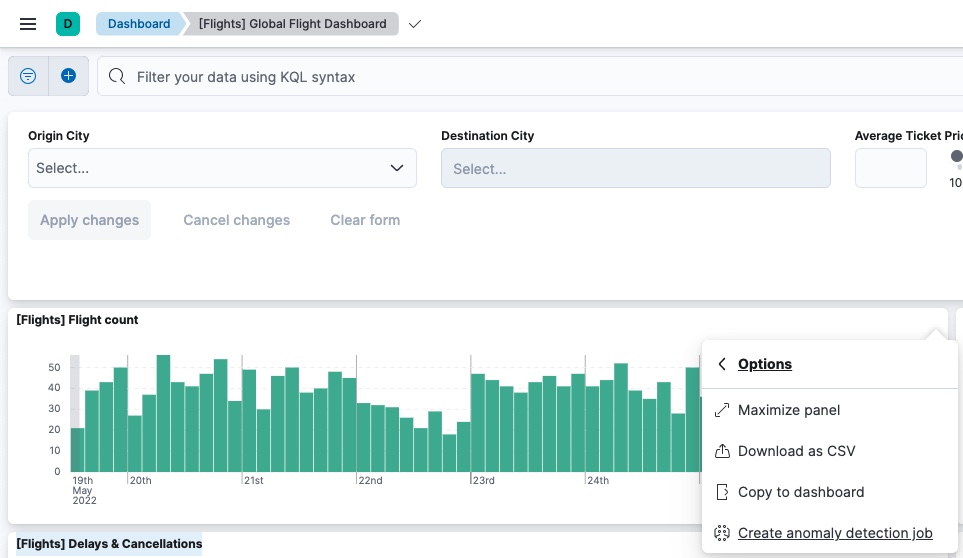 D
Dashboard
[Flights] Global Flight Dashboard
Filter your data using KQL syntax
Origin City
Destination City
Average Ticket Pri
Select...
Select...
10
Apply changes
Cancel changes
Clear form
[Flights] Flight count
50
40
30
20
10
0
19th
May
2022
20th
21st
22nd
23rd
24th
Options
Maximize panel
Download as CSV
Copy to dashboard
Create anomaly detection job
[Flights] Delays & Cancellations